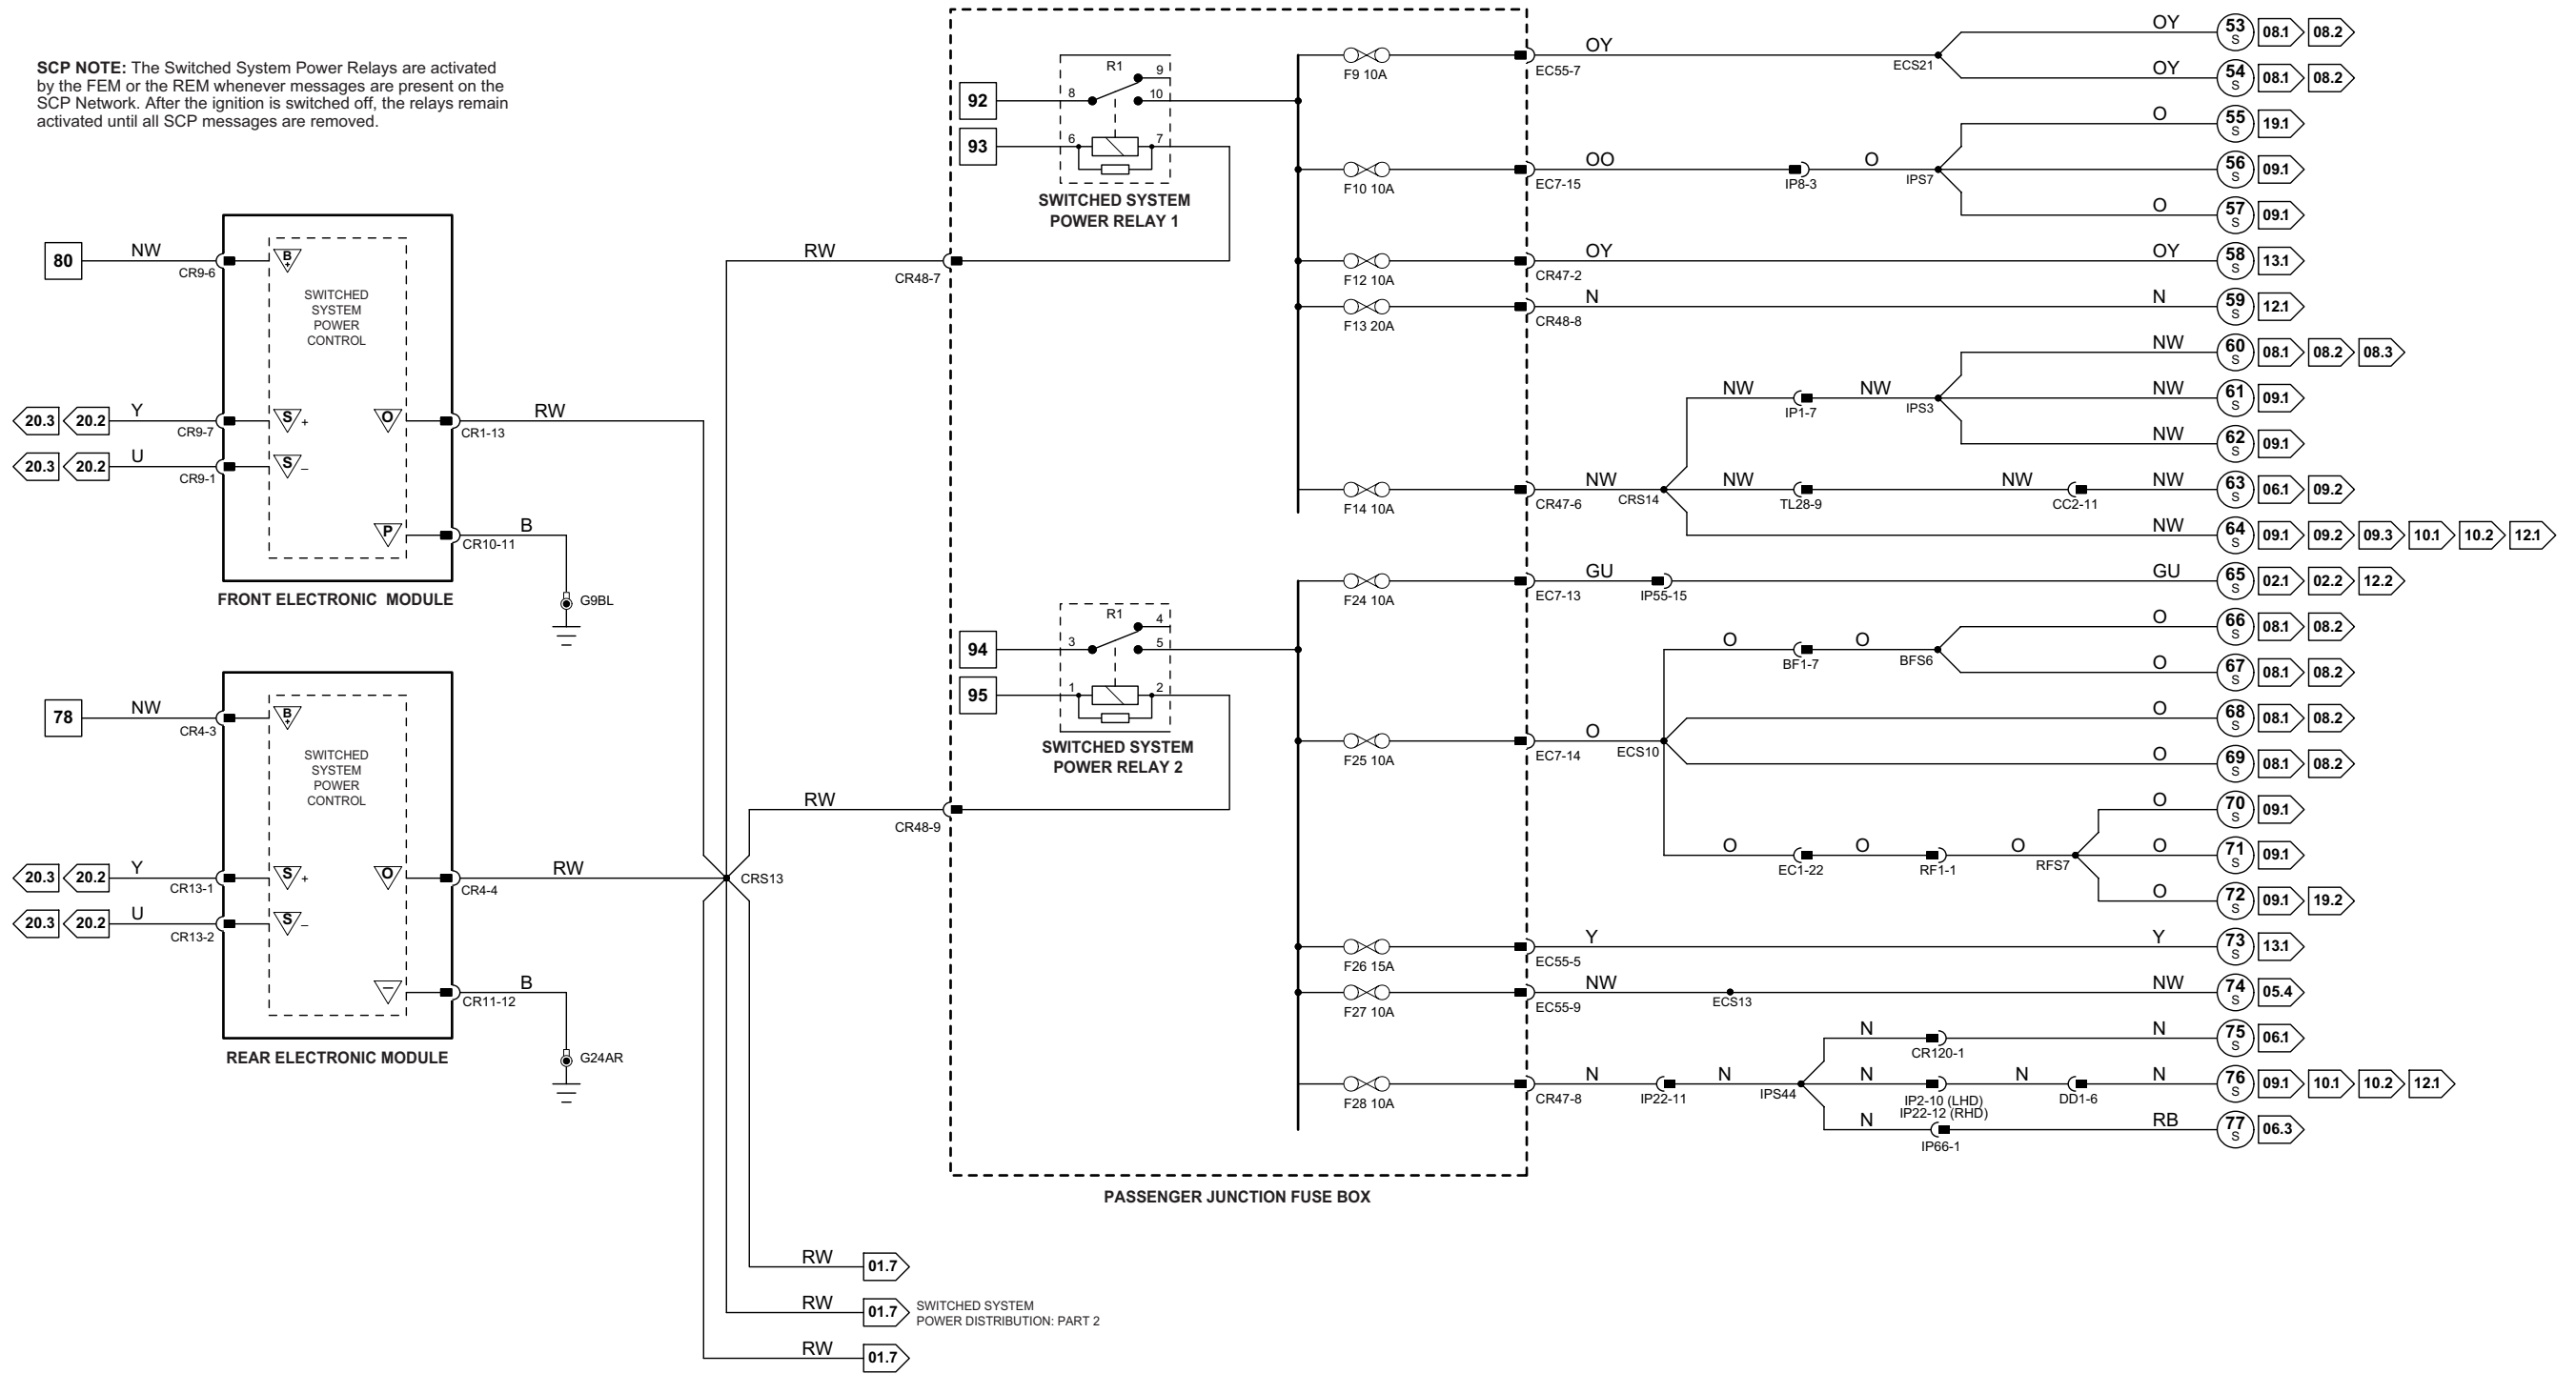 SCP NOTE: The Switched System Power Relays are activated
by the FEM or the REM whenever messages are present on the
SCP Network. After the ignition is switched off, the relays remain
activated until all SCP messages are removed.
80
NW
CR9-6
B+
SWITCHED
SYSTEM
POWER
CONTROL
20.3
20.2
Y
CR9-7
S
+
O
CR1-13
RW
20.3
20.2
U
CR9-1
S
–
P
CR10-11
B
G9BL
FRONT ELECTRONIC MODULE
78
NW
CR4-3
B+
SWITCHED
SYSTEM
POWER
CONTROL
20.3
20.2
Y
CR13-1
S
+
O
CR4-4
RW
20.3
20.2
U
CR13-2
S
–
–
CR11-12
B
G24AR
REAR ELECTRONIC MODULE
CRS13
RW
CR48-7
RW
CR48-9
RW
01.7
RW
01.7
SWITCHED SYSTEM
POWER DISTRIBUTION: PART 2
RW
01.7
92
93
R1
8
9
10
6
7
SWITCHED SYSTEM
POWER RELAY 1
94
95
R1
3
4
5
1
2
SWITCHED SYSTEM
POWER RELAY 2
PASSENGER JUNCTION FUSE BOX
F9 10A
EC55-7
OY
ECS21
OY
53
S
08.1
08.2
OY
54
S
08.1
08.2
F10 10A
EC7-15
OO
IP8-3
O
IPS7
O
55
S
19.1
56
S
09.1
O
57
S
09.1
F12 10A
CR47-2
OY
OY
58
S
13.1
F13 20A
CR48-8
N
N
59
S
12.1
F14 10A
CR47-6
NW
CRS14
NW
IP1-7
NW
IPS3
NW
60
S
08.1
08.2
08.3
NW
61
S
09.1
NW
62
S
09.1
NW
TL28-9
NW
CC2-11
NW
63
S
06.1
09.2
NW
64
S
09.1
09.2
09.3
10.1
10.2
12.1
F24 10A
EC7-13
GU
IP55-15
GU
65
S
02.1
02.2
12.2
F25 10A
EC7-14
O
ECS10
O
BF1-7
O
BFS6
O
66
S
08.1
08.2
O
67
S
08.1
08.2
O
68
S
08.1
08.2
O
69
S
08.1
08.2
O
EC1-22
O
RF1-1
O
RFS7
O
70
S
09.1
O
71
S
09.1
O
72
S
09.1
19.2
F26 15A
EC55-5
Y
Y
73
S
13.1
F27 10A
EC55-9
NW
ECS13
NW
74
S
05.4
F28 10A
CR47-8
N
IP22-11
N
IPS44
N
CR120-1
N
75
S
06.1
N
IP2-10 (LHD)
IP22-12 (RHD)
N
DD1-6
N
76
S
09.1
10.1
10.2
12.1
N
IP66-1
RB
77
S
06.3